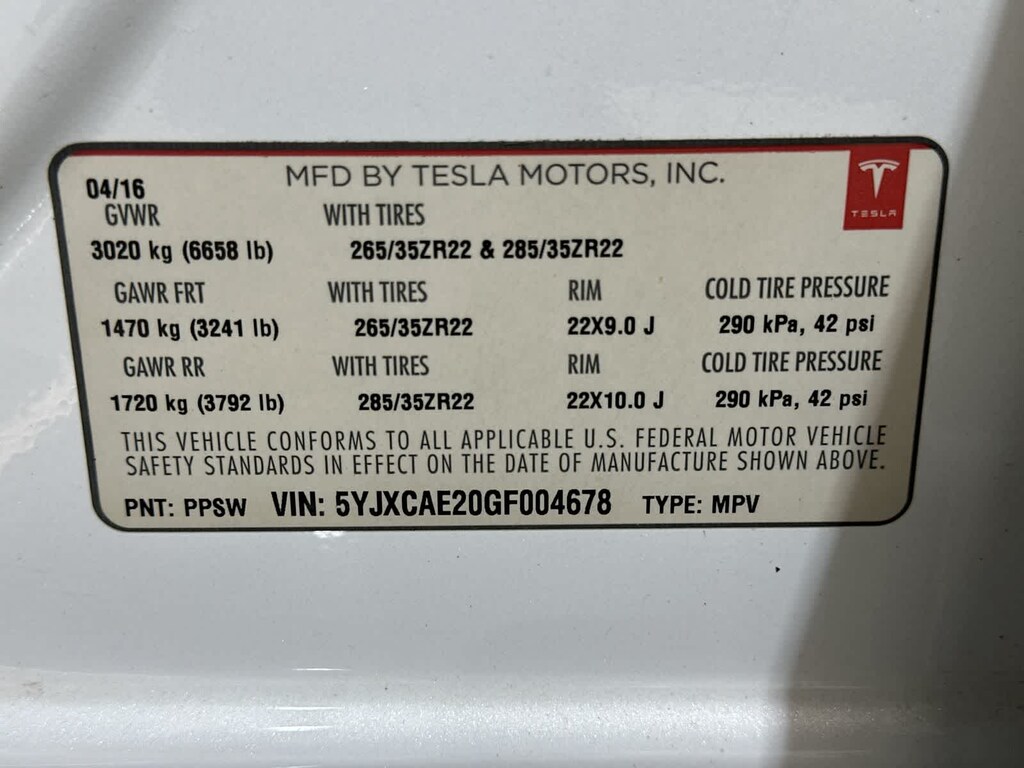 MFD BY TESLA MOTORS, INC.
TESLA
04/16
GVWR WITH TIRES
3020 kg (6658 lb) 265/35ZR22 & 285/35ZR22
GAWR FRT WITH TIRES RIM COLD TIRE PRESSURE
1470 kg (3241 lb) 265/35ZR22 22X9.0 J 290 kPa, 42 psi
GAWR RR WITH TIRES RIM COLD TIRE PRESSURE
1720 kg (3792 lb) 285/35ZR22 22X10.0 J 290 kPa, 42 psi
THIS VEHICLE CONFORMS TO ALL APPLICABLE U.S. FEDERAL MOTOR VEHICLE
SAFETY STANDARDS IN EFFECT ON THE DATE OF MANUFACTURE SHOWN ABOVE.
PNT: PPSW VIN: 5YJXCAE20GF004678 TYPE: MPV